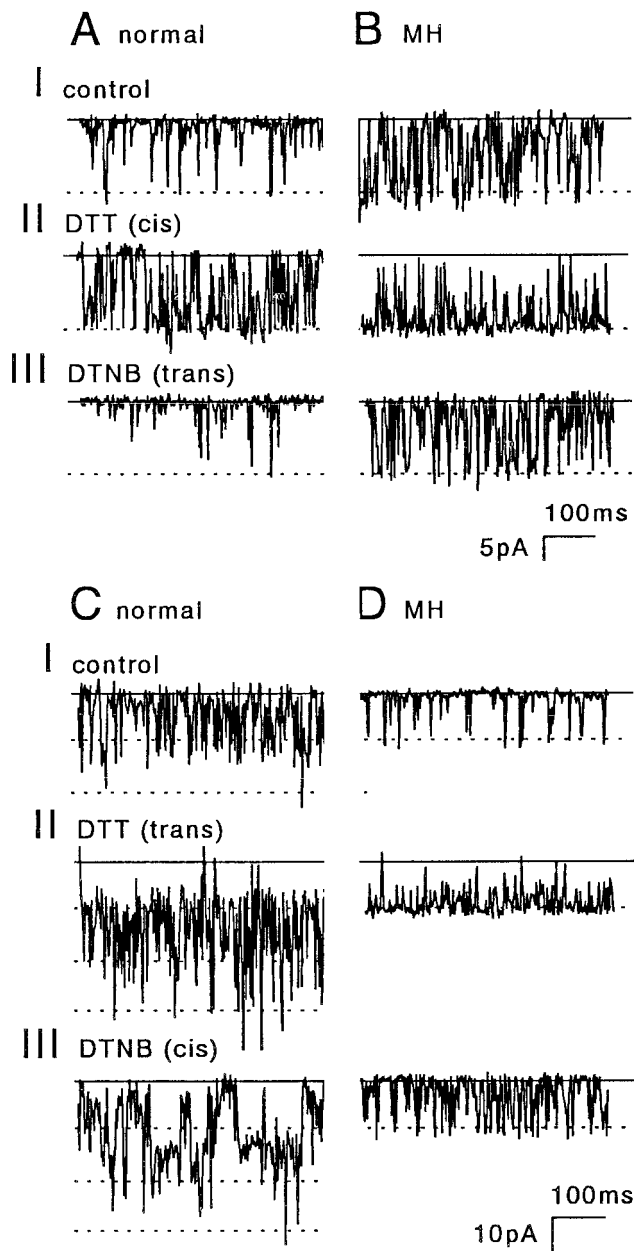 A normal B MH
I control
II DTT (cis)
III DTNB (trans)
100ms
5pA
C normal D MH
I control
II DTT (trans)
III DTNB (cis)
100ms
10pA